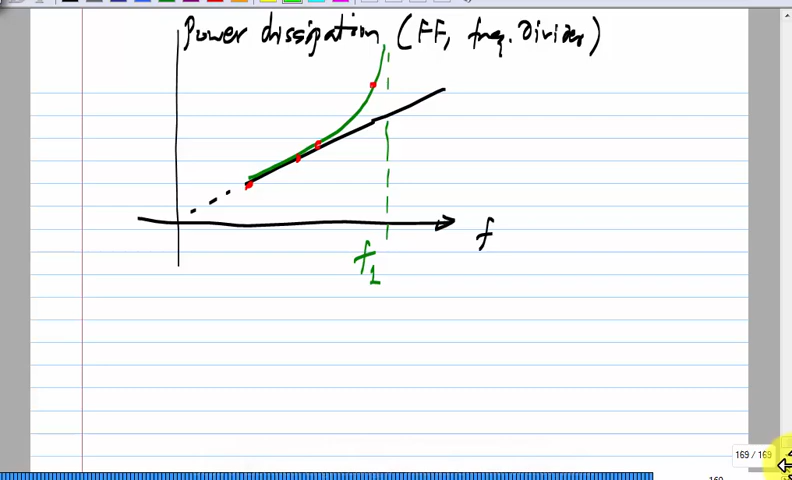 Power dissipation (FF, freq. Divider)
f
f1
169 / 169